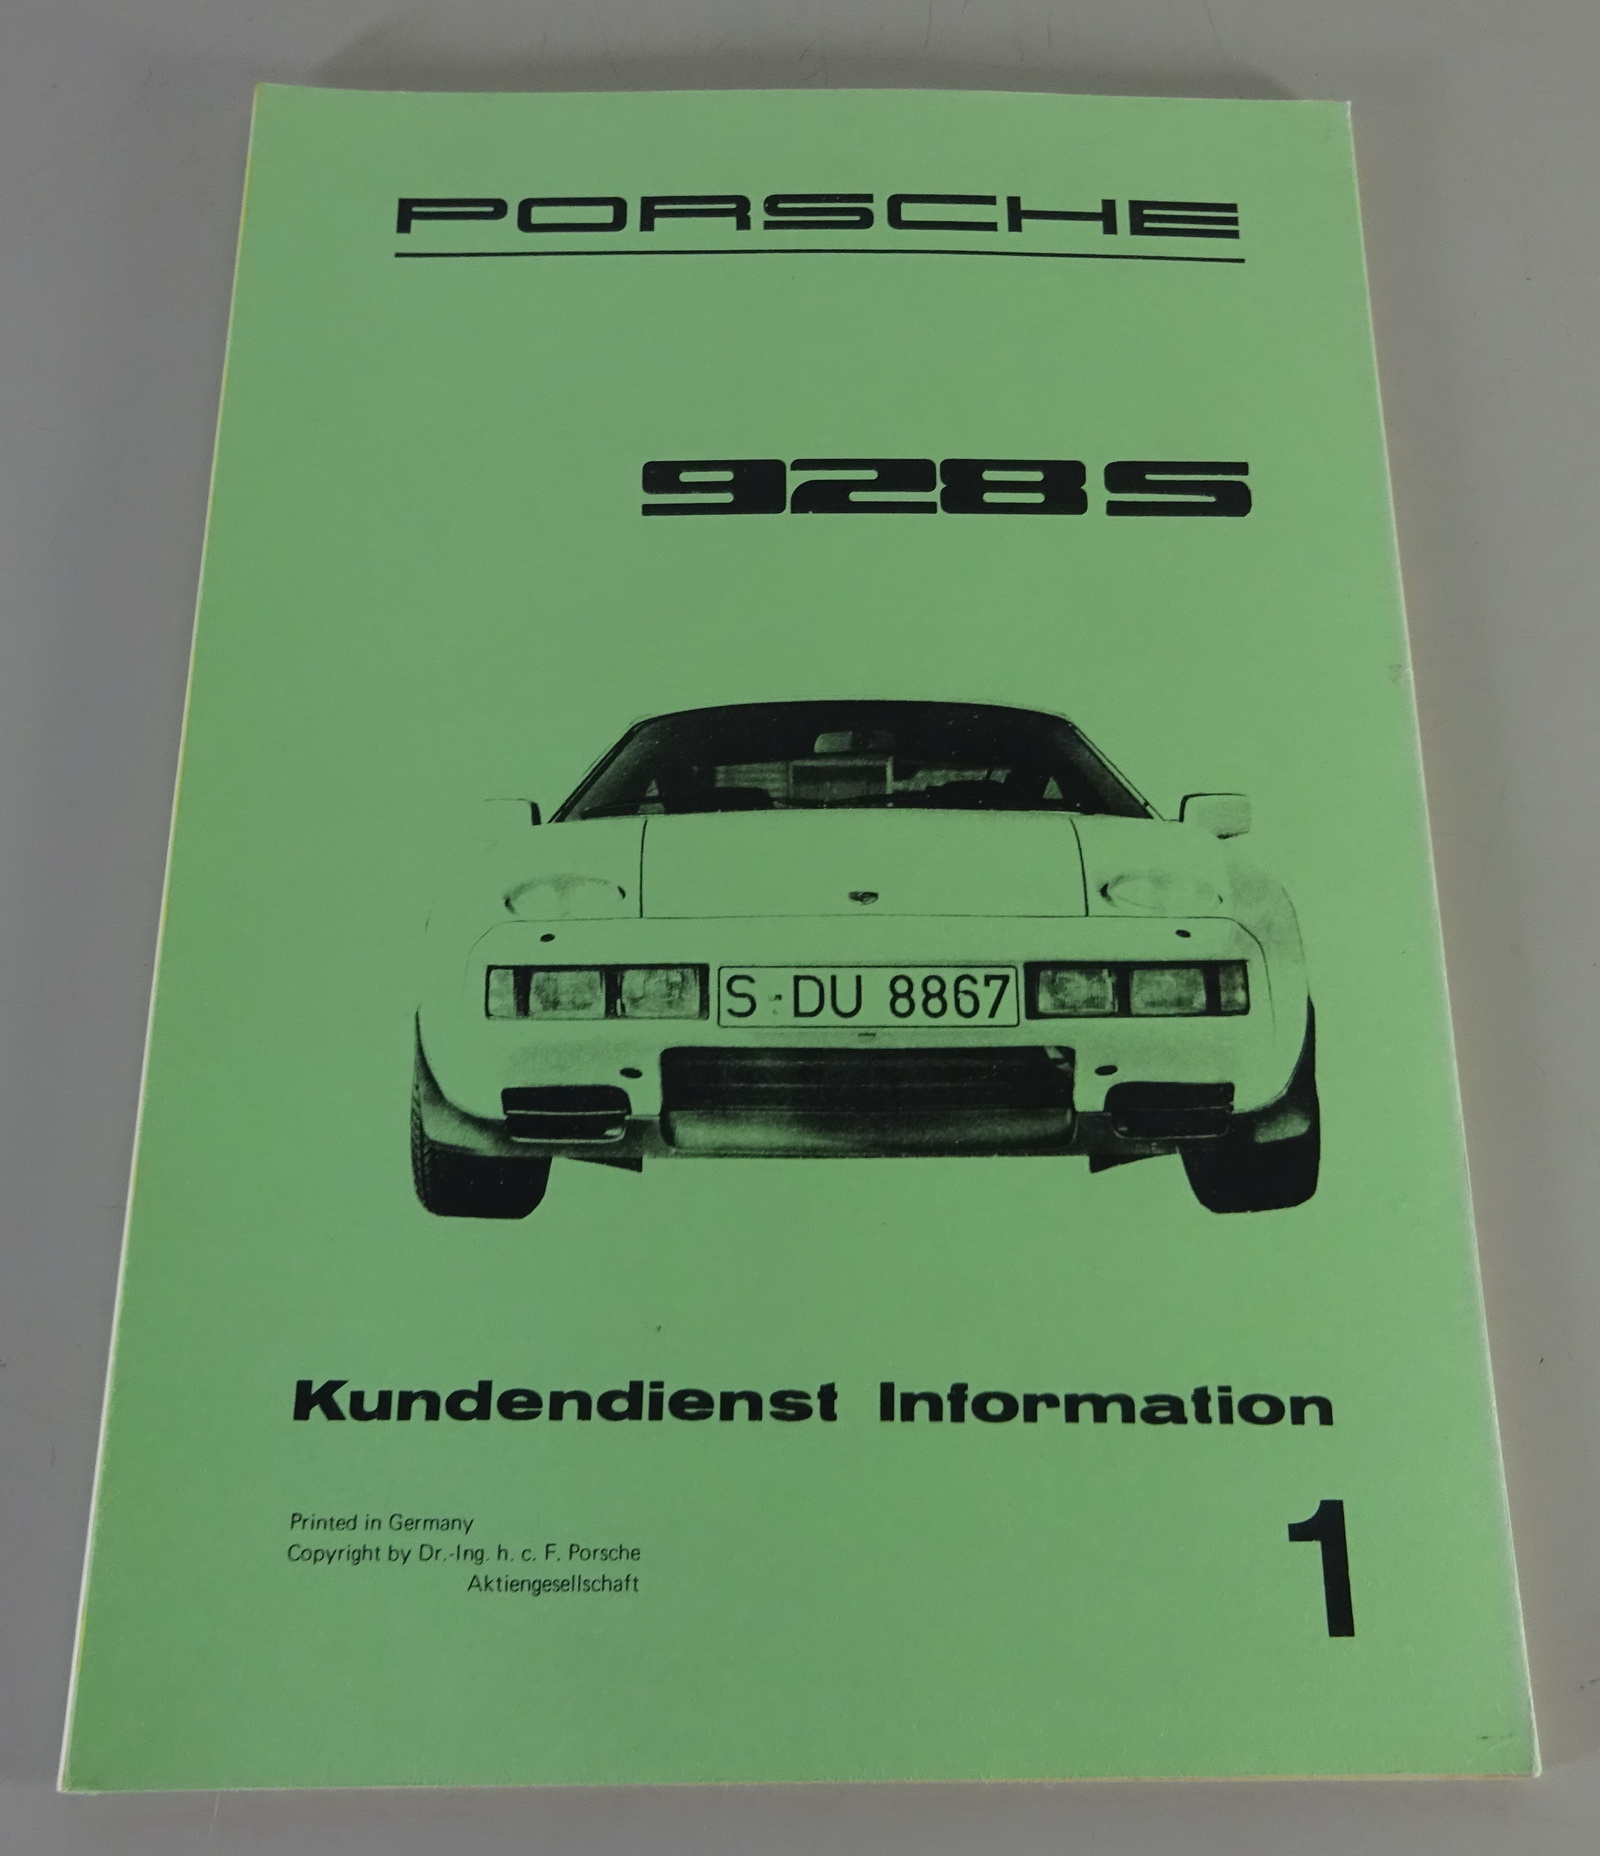 PORSCHE
928 S
S·DU 8867
Kundendienst Information
1
Printed in Germany
Copyright by Dr.-Ing. h. c. F. Porsche
Aktiengesellschaft